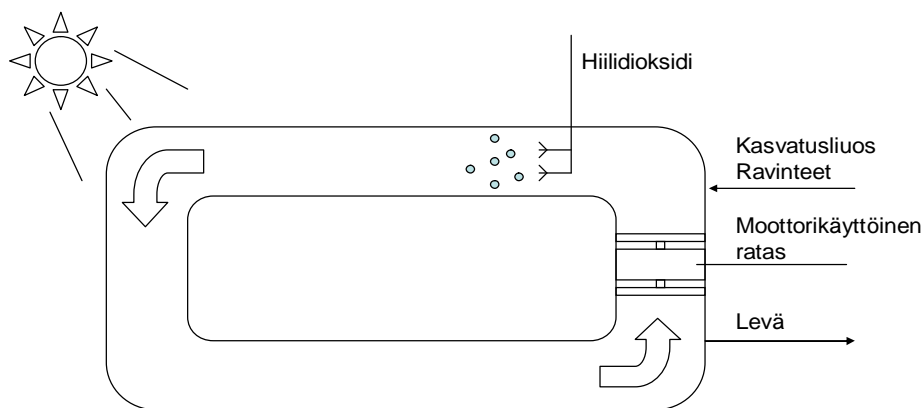 Hiilidioksidi
Kasvatusliuos
Ravinteet
Moottorikäyttöinen
ratas
Levä